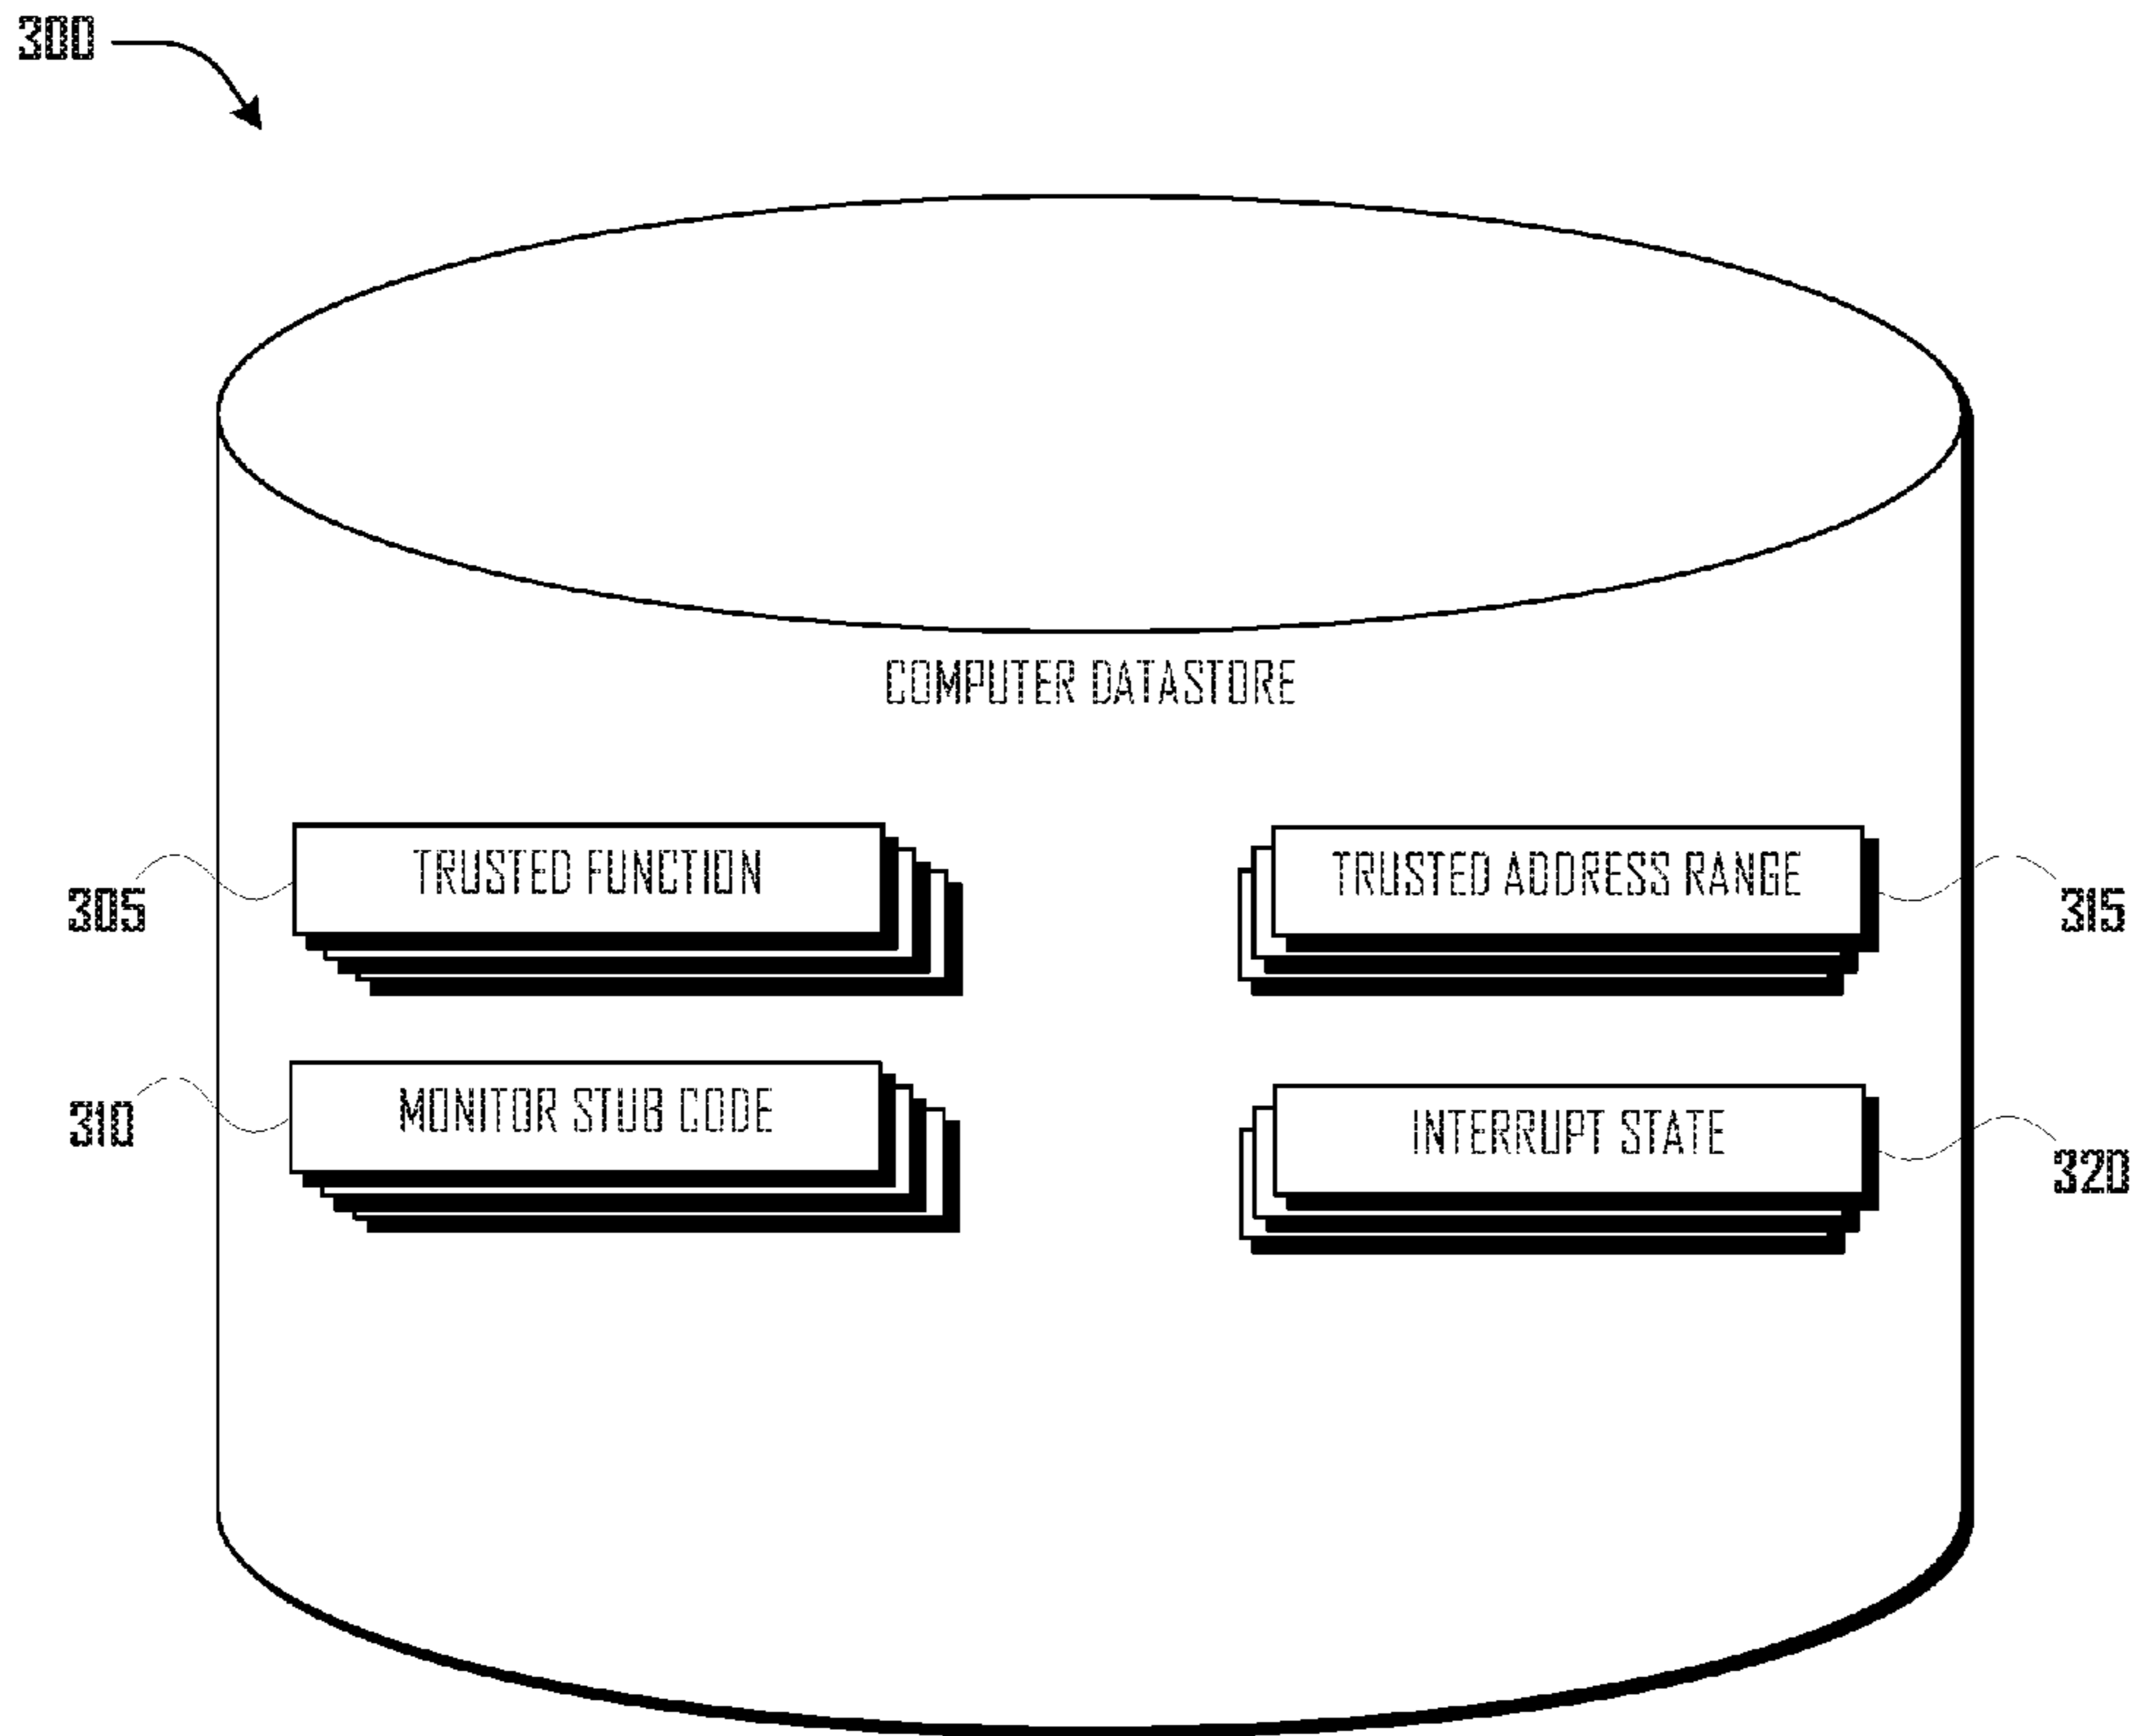 300
COMPUTER DATASTORE
TRUSTED FUNCTION
TRUSTED ADDRESS RANGE
305
315
MONITOR STUB CODE
INTERRUPT STATE
310
320